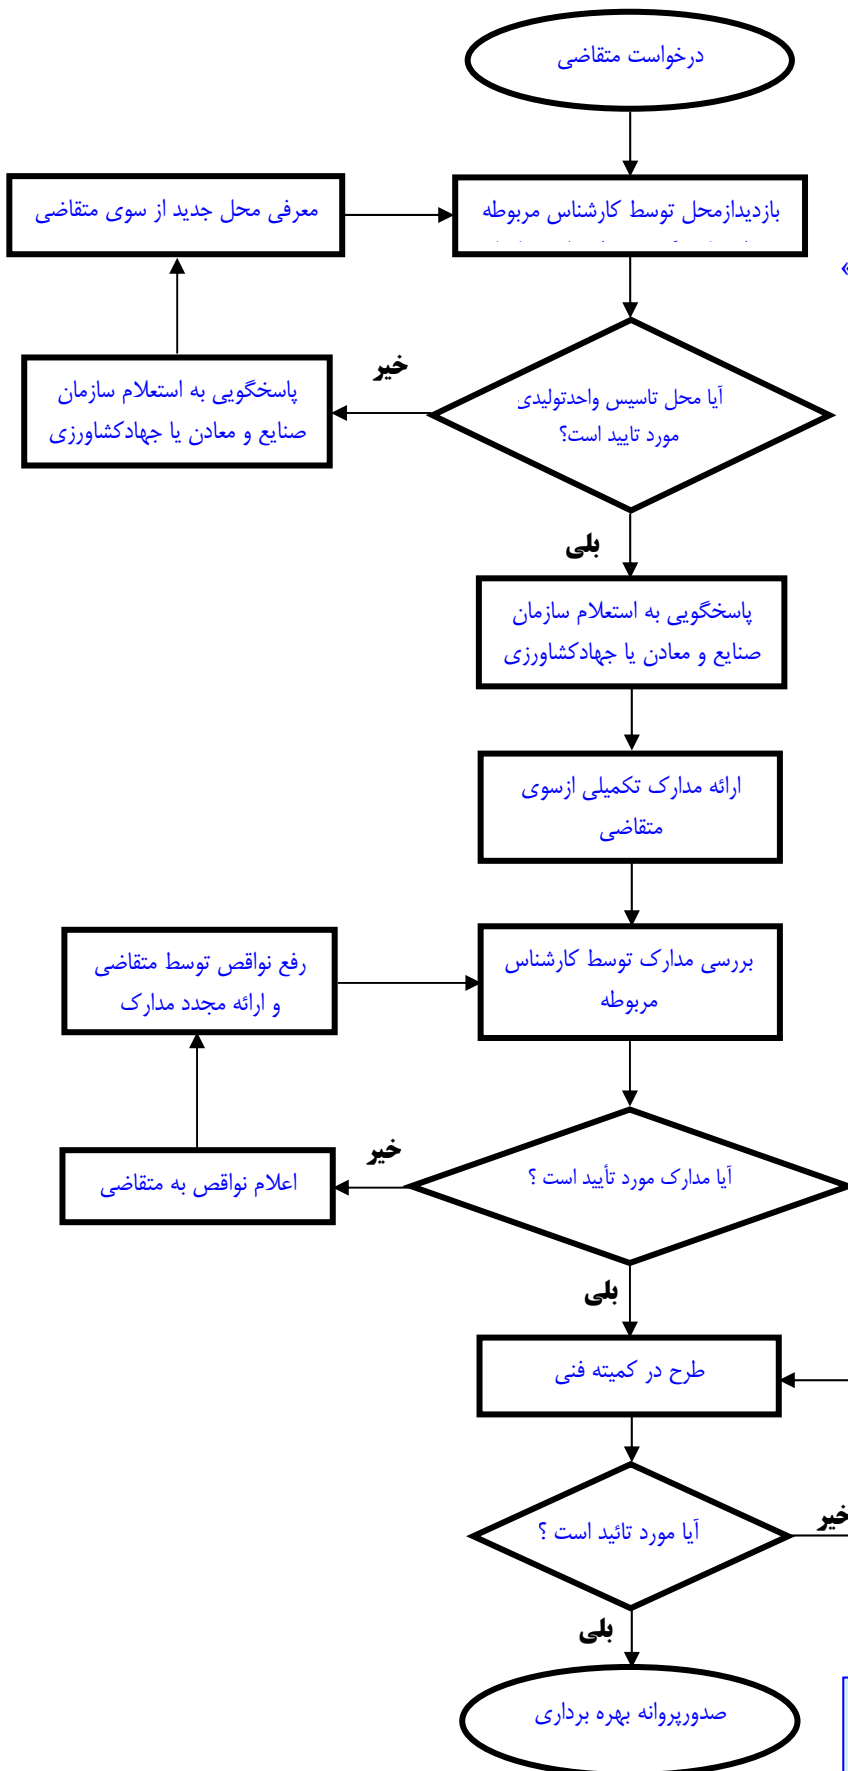 درخواست متقاضی
بازدیدازمحل توسط کارشناس مربوطه
معرفی محل جدید از سوی متقاضی
»
آیا محل تاسیس واحدتولیدی
مورد تایید است؟
خیر
پاسخگویی به استعلام سازمان
صنایع و معادن یا جهادکشاورزی
بلی
پاسخگویی به استعلام سازمان
صنایع و معادن یا جهادکشاورزی
ارائه مدارک تکمیلی ازسوی
متقاضی
بررسی مدارک توسط کارشناس
مربوطه
رفع نواقص توسط متقاضی
و ارائه مجدد مدارک
آیا مدارک مورد تأیید است ؟
خیر
اعلام نواقص به متقاضی
بلی
طرح در کمیته فنی
آیا مورد تائید است ؟
خیر
بلی
صدورپروانه بهره برداری